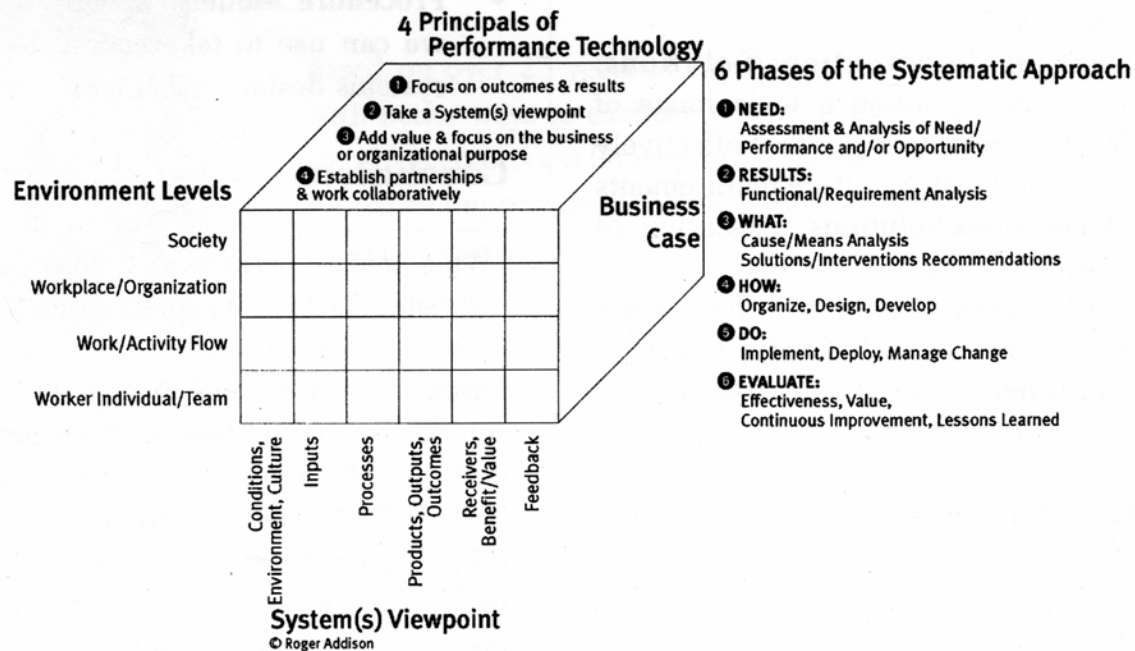 4 Principals of
Performance Technology
❶ Focus on outcomes & results
❷ Take a System(s) viewpoint
❸ Add value & focus on the business
or organizational purpose
❹ Establish partnerships
& work collaboratively
Environment Levels
Society
Workplace/Organization
Work/Activity Flow
Worker Individual/Team
Business
Case
Conditions,
Environment, Culture
Inputs
Processes
Products, Outputs,
Outcomes
Receivers,
Benefit/Value
Feedback
System(s) Viewpoint
© Roger Addison
6 Phases of the Systematic Approach
❶ NEED:
Assessment & Analysis of Need/
Performance and/or Opportunity
❷ RESULTS:
Functional/Requirement Analysis
❸ WHAT:
Cause/Means Analysis
Solutions/Interventions Recommendations
❹ HOW:
Organize, Design, Develop
❺ DO:
Implement, Deploy, Manage Change
❻ EVALUATE:
Effectiveness, Value,
Continuous Improvement, Lessons Learned